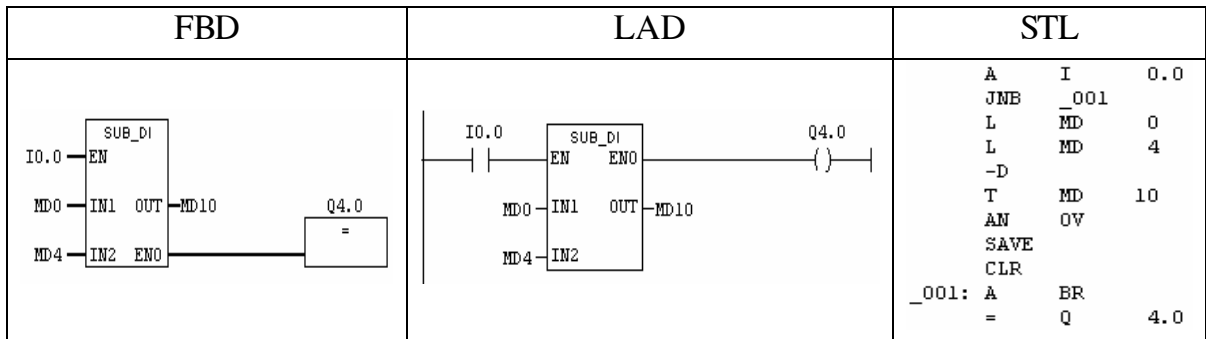 FBD
LAD
STL
SUB_DI
I0.0 EN
MD0 IN1 OUT MD10
MD4 IN2 ENO
Q4.0
=
I0.0
SUB_DI
Q4.0
EN ENO
( )
MD0 IN1 OUT MD10
MD4 IN2
A I 0.0
JNB _001
L MD 0
L MD 4
-D
T MD 10
AN OV
SAVE
CLR
_001: A BR
= Q 4.0